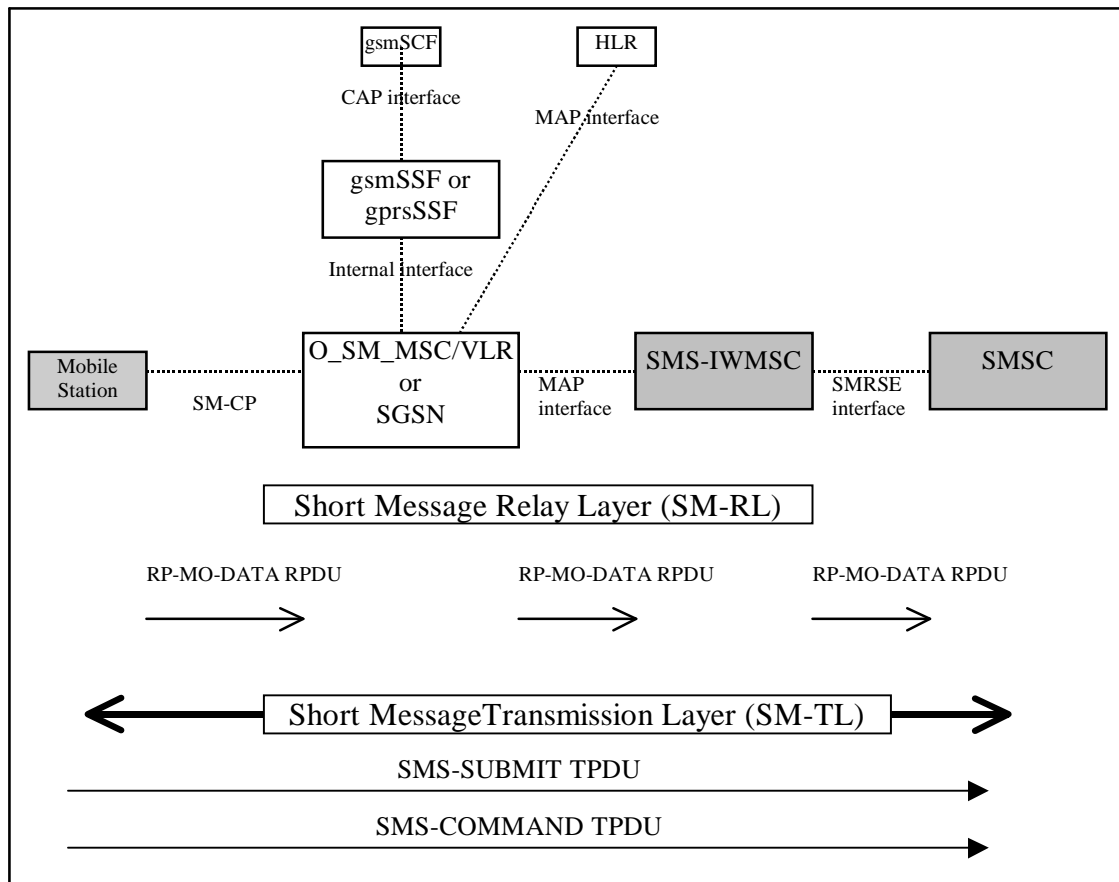 gsmSCF
HLR
CAP interface
MAP interface
gsmSSF or
gprsSSF
Internal interface
Mobile
Station
SM-CP
O_SM_MSC/VLR
or
SGSN
MAP
interface
SMS-IWMSC
SMRSE
interface
SMSC
Short Message Relay Layer (SM-RL)
RP-MO-DATA RPDU
RP-MO-DATA RPDU
RP-MO-DATA RPDU
Short MessageTransmission Layer (SM-TL)
SMS-SUBMIT TPDU
SMS-COMMAND TPDU